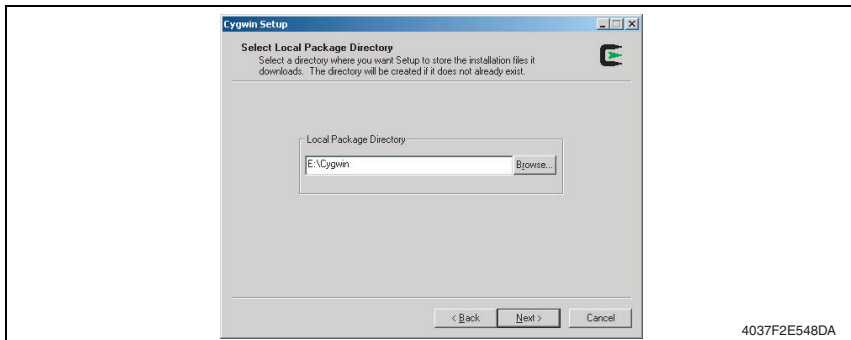 Cygwin Setup
Select Local Package Directory
Select a directory where you want Setup to store the installation files it
downloads. The directory will be created if it does not already exist.
Local Package Directory
E:\Cygwin
Browse...
< Back
Next >
Cancel
4037F2E548DA